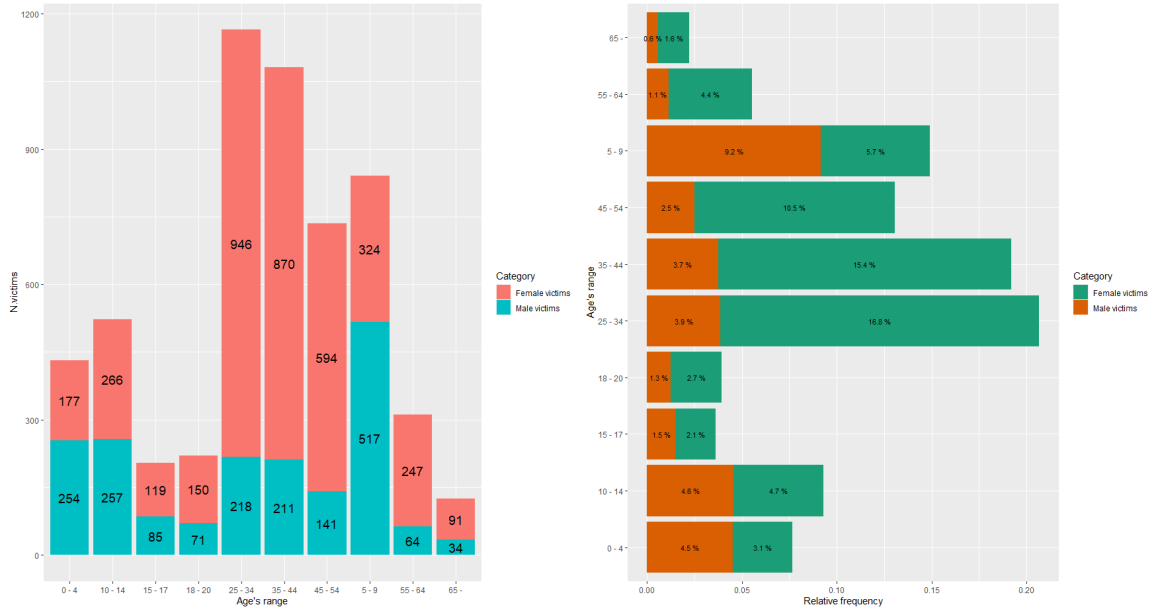 1200
900
600
300
0
N victims
177
254
266
257
119
85
150
71
946
218
870
211
594
141
324
517
247
64
91
34
0 - 4
10 - 14
15 - 17
18 - 20
25 - 34
35 - 44
45 - 54
5 - 9
55 - 64
65 -
Age's range
Category
Female victims
Male victims
Age's range
65 -
0.6 % 1.6 %
55 - 64
1.1 % 4.4 %
5 - 9
9.2 % 5.7 %
45 - 54
2.5 % 10.5 %
35 - 44
3.7 % 15.4 %
25 - 34
3.9 % 16.8 %
18 - 20
1.3 % 2.7 %
15 - 17
1.5 % 2.1 %
10 - 14
4.6 % 4.7 %
0 - 4
4.5 % 3.1 %
0.00
0.05
0.10
0.15
0.20
Relative frequency
Category
Female victims
Male victims